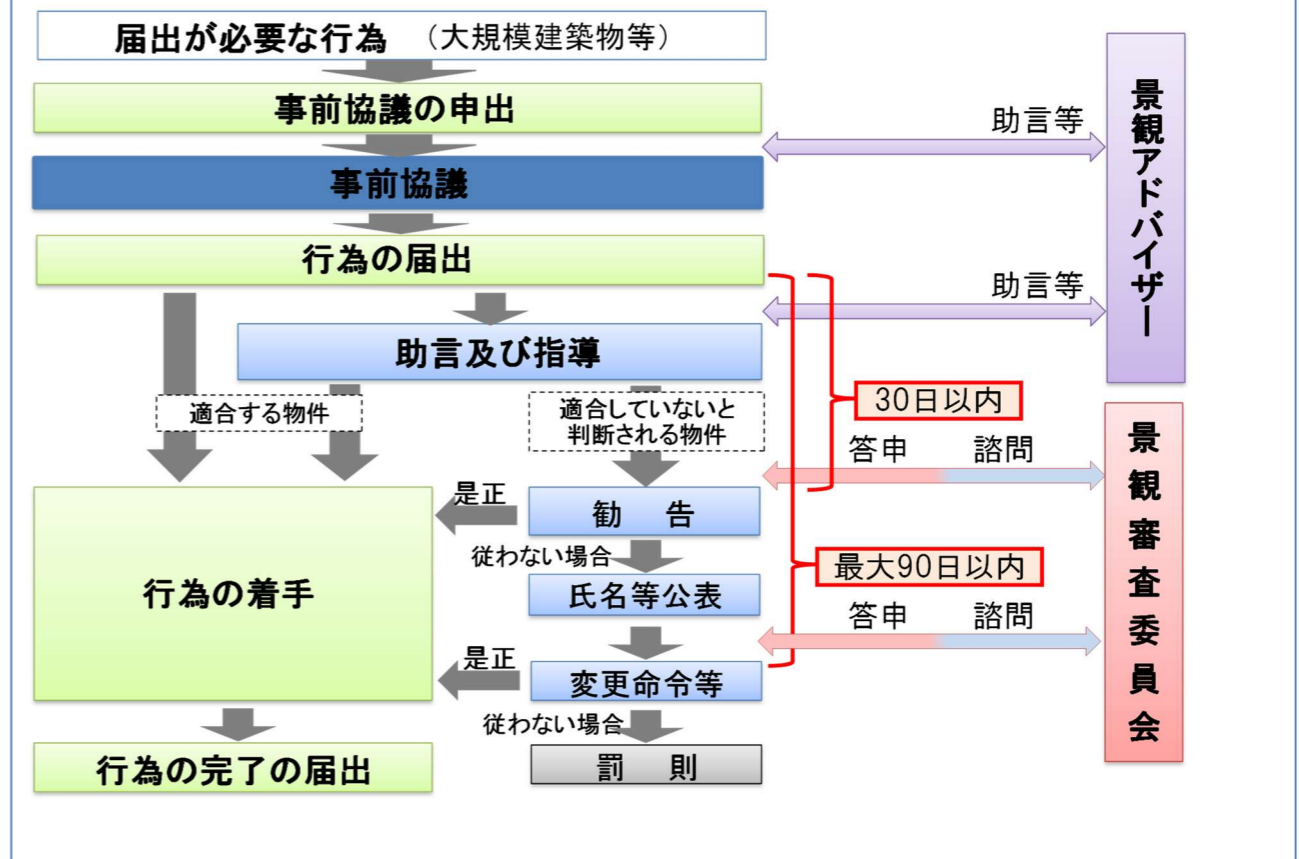 届出が必要な行為 （大規模建築物等）
事前協議の申出
助言等
事前協議
行為の届出
助言等
景観アドバイザー
助言及び指導
適合する物件
適合していないと
判断される物件
30日以内
答申 諮問
是正
勧 告
従わない場合
最大90日以内
行為の着手
氏名等公表
答申 諮問
是正
変更命令等
景観審査委員会
従わない場合
行為の完了の届出
罰 則